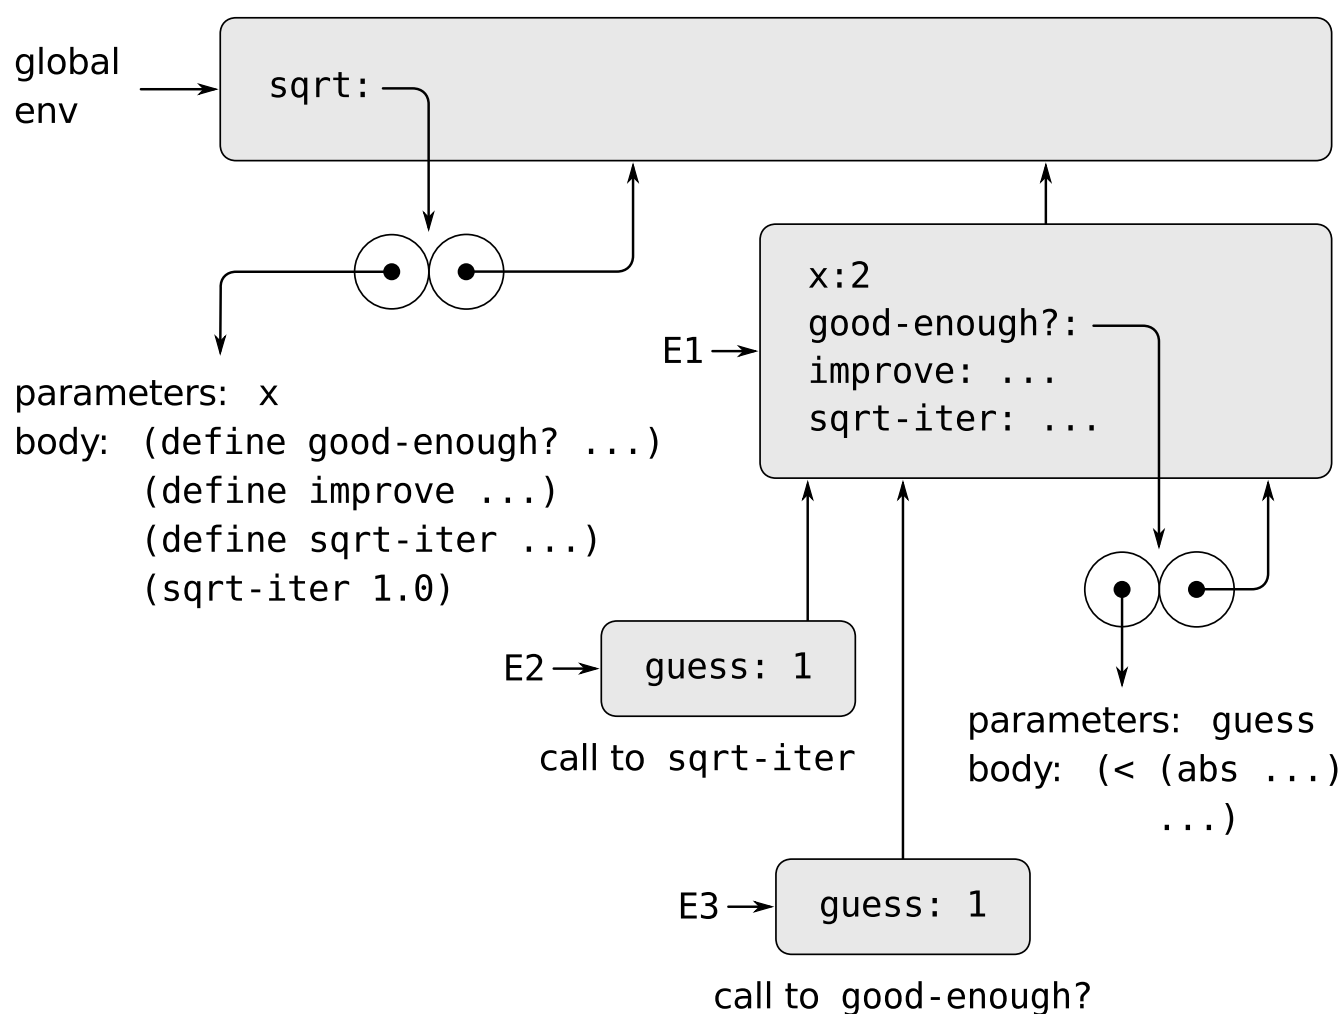 global
env
sqrt:
x:2
good-enough?:
improve: ...
sqrt-iter: ...
E1
parameters: x
body: (define good-enough? ...)
(define improve ...)
(define sqrt-iter ...)
(sqrt-iter 1.0)
E2
guess: 1
call to sqrt-iter
parameters: guess
body: (< (abs ...)
...)
E3
guess: 1
call to good-enough?